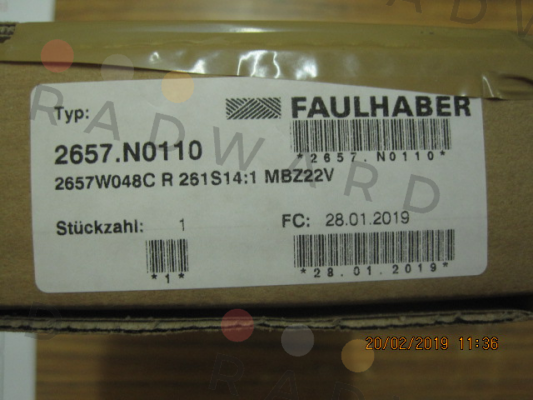 Typ:
FAULHABER
2657.N0110
*2657.N0110*
2657W048C R 261S14:1 MBZ22V
Stückzahl: 1
FC: 28.01.2019
*1*
*28.01.2019*
20/02/2019 11:36
RADWARD
RADWARD